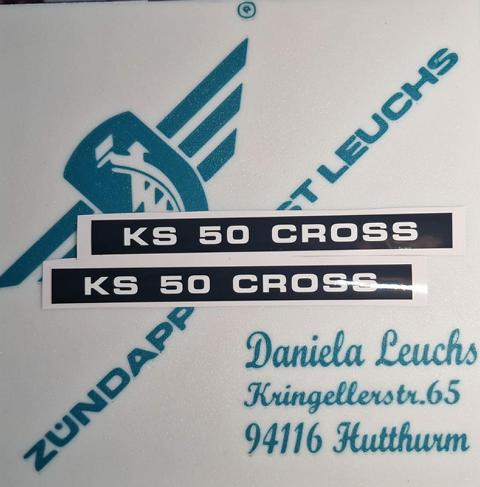 KS 50 CROSS
KS 50 CROSS
ZÜNDAPP
ST LEUCHS
Daniela Leuchs
Kringellerstr.65
94116 Hutthurm